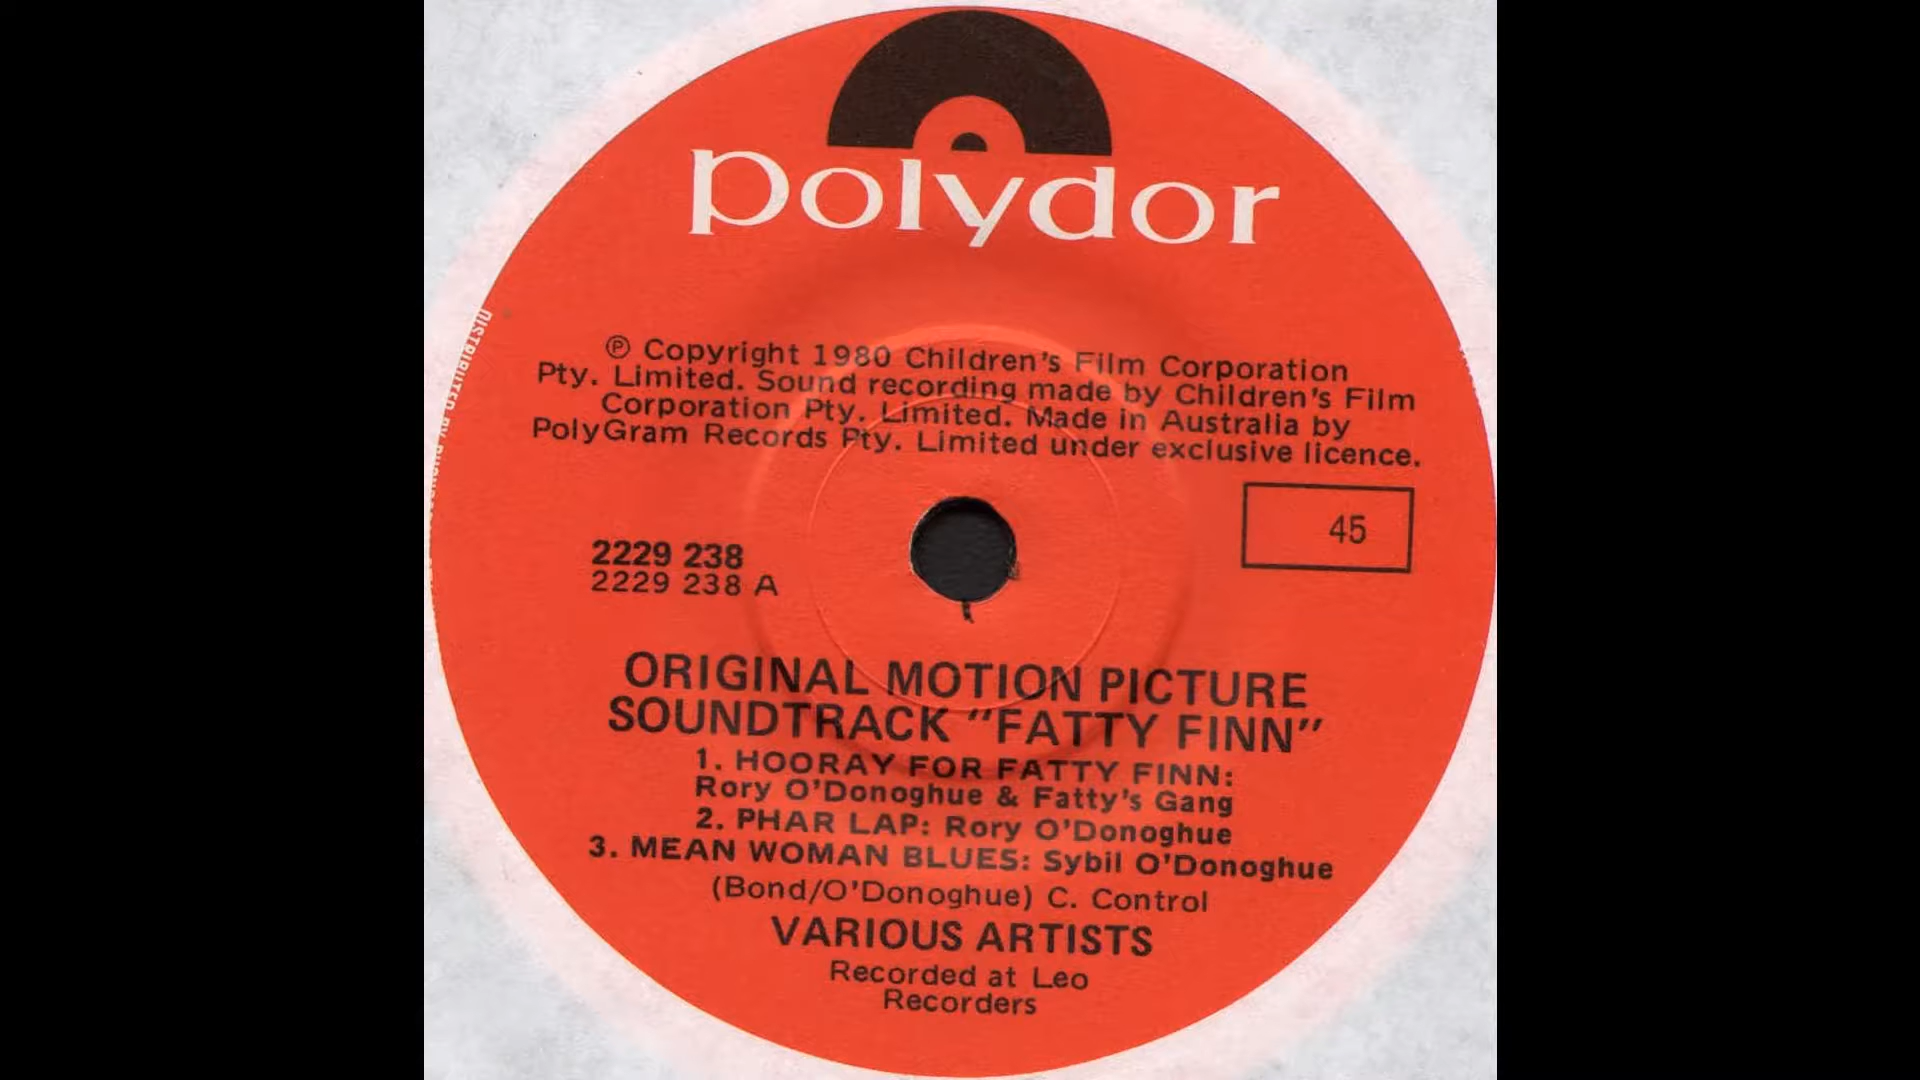 polydor
℗ Copyright 1980 Children's Film Corporation
Pty. Limited. Sound recording made by Children's Film
Corporation Pty. Limited. Made in Australia by
PolyGram Records Pty. Limited under exclusive licence.
DISTRIBUTED BY
45
2229 238
2229 238 A
ORIGINAL MOTION PICTURE
SOUNDTRACK "FATTY FINN"
1. HOORAY FOR FATTY FINN:
Rory O'Donoghue & Fatty's Gang
2. PHAR LAP: Rory O'Donoghue
3. MEAN WOMAN BLUES: Sybil O'Donoghue
(Bond/O'Donoghue) C. Control
VARIOUS ARTISTS
Recorded at Leo
Recorders